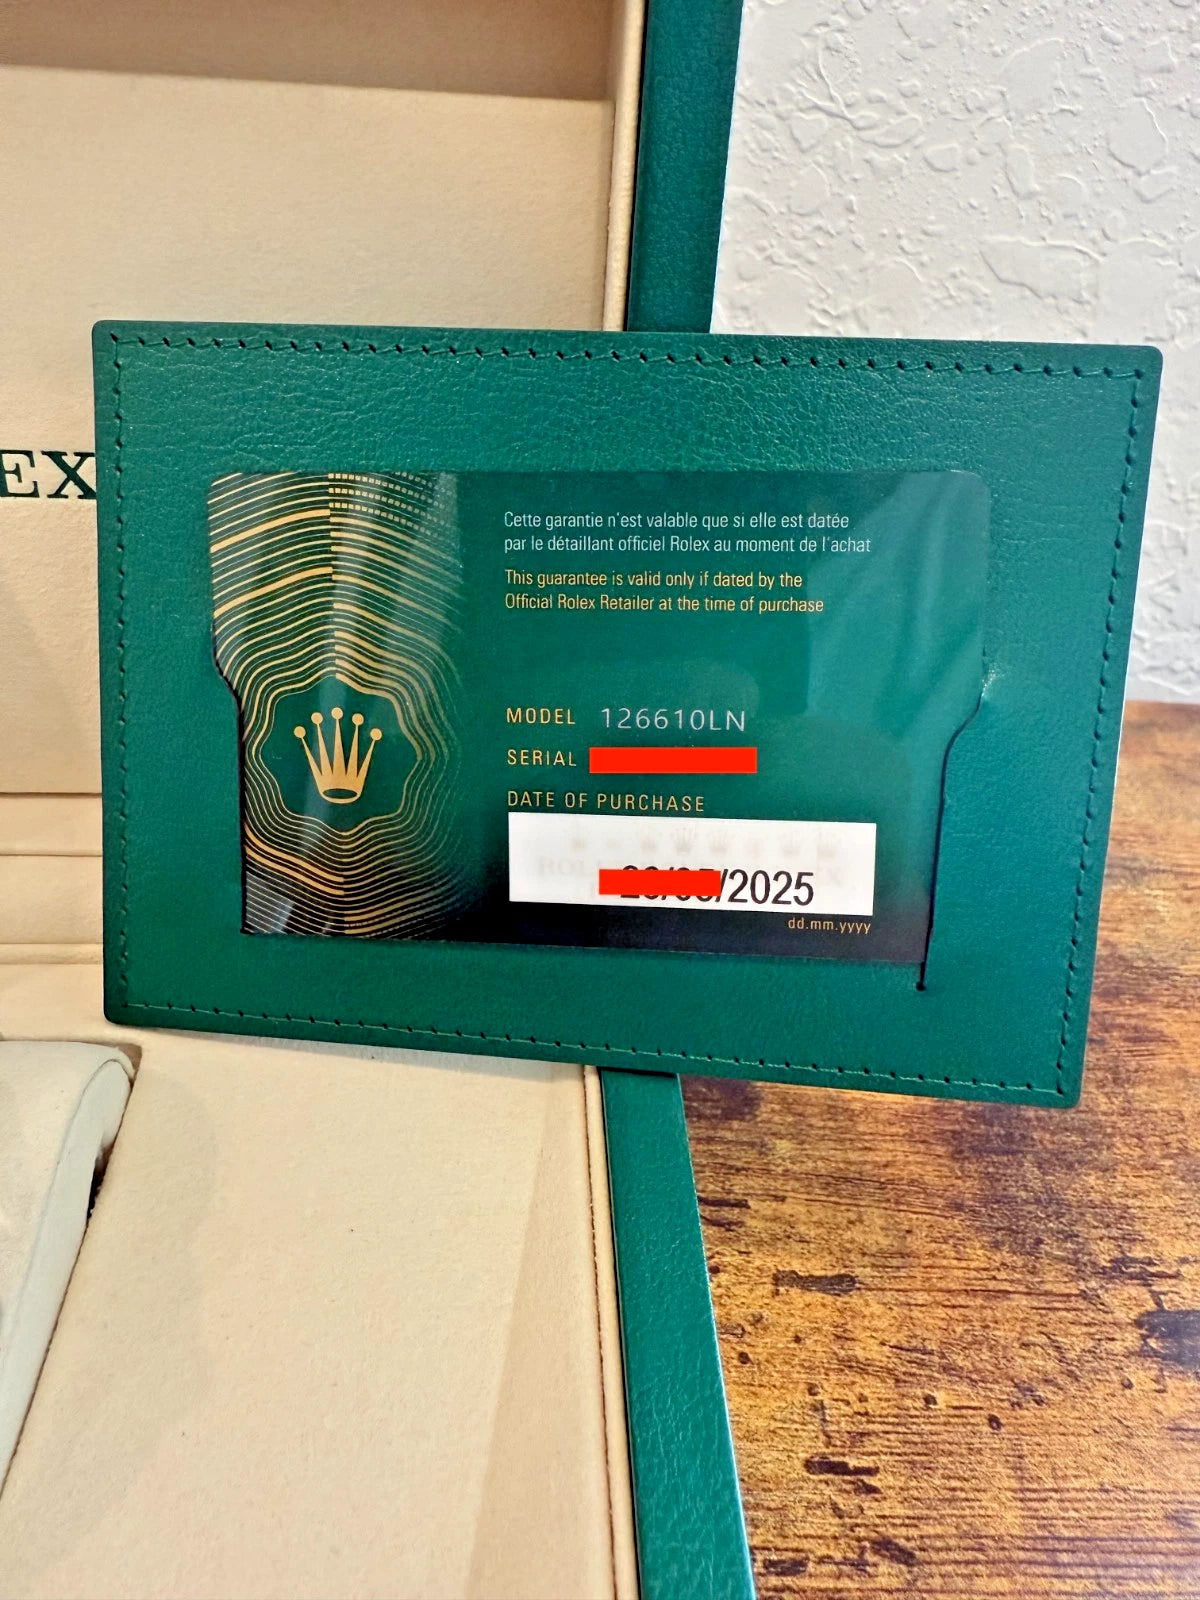 EX
Cette garantie n'est valable que si elle est datée
par le détaillant officiel Rolex au moment de l'achat
This guarantee is valid only if dated by the
Official Rolex Retailer at the time of purchase
MODEL 126610LN
SERIAL
DATE OF PURCHASE
/2025
dd.mm.yyyy